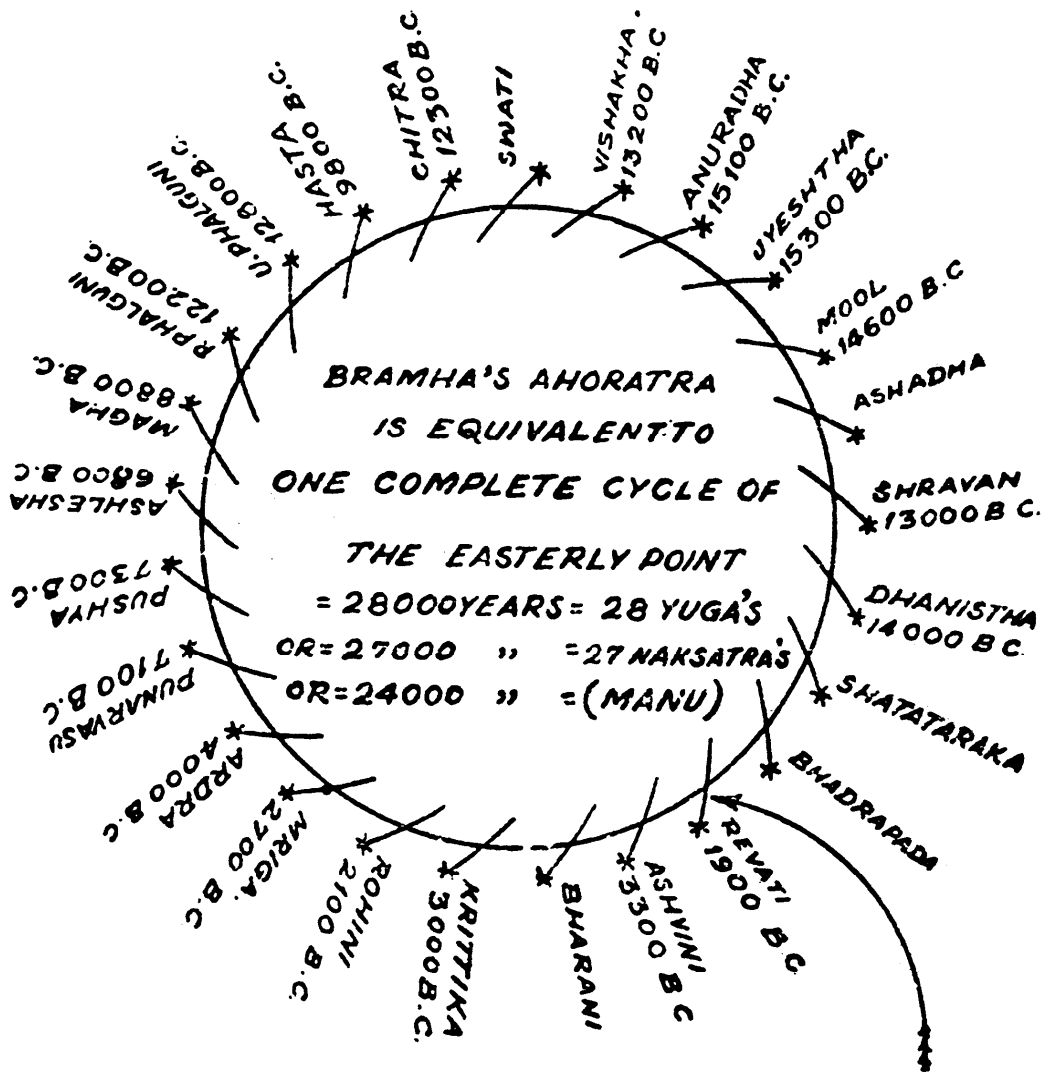 BRAMHA'S AHORATRA
IS EQUIVALENT TO
ONE COMPLETE CYCLE OF
THE EASTERLY POINT
= 28000 YEARS = 28 YUGA'S
OR = 27000 ,, = 27 NAKSATRA'S
OR = 24000 ,, = (MANU)
SWATI
VISHAKHA.
13200 B.C
ANURADHA
15100 B.C.
JYESHTHA
15300 B.C.
MOOL
14600 B.C
ASHADHA
SHRAVAN
13000 B C.
DHANISTHA
14000 B C.
SHATATARAKA
BHADRAPADA
REVATI
1900 B C
ASHVINI
3300 B C
BHARANI
KRITTIKA
3000 B.C.
ROHINI
2100 B.C.
MRIGA.
2700 B.C
ARDRA
4000 B.C
PUNARVASU
7100 B.C
PUSHYA
7300 B.C
ASHLESHA
6800 B.C
MAGHA
8800 B.C.
P.PHALGUNI
12200 B.C
U.PHALGUNI
12800 B.C.
HASTA
9800 B.C.
CHITRA
12300 B.C